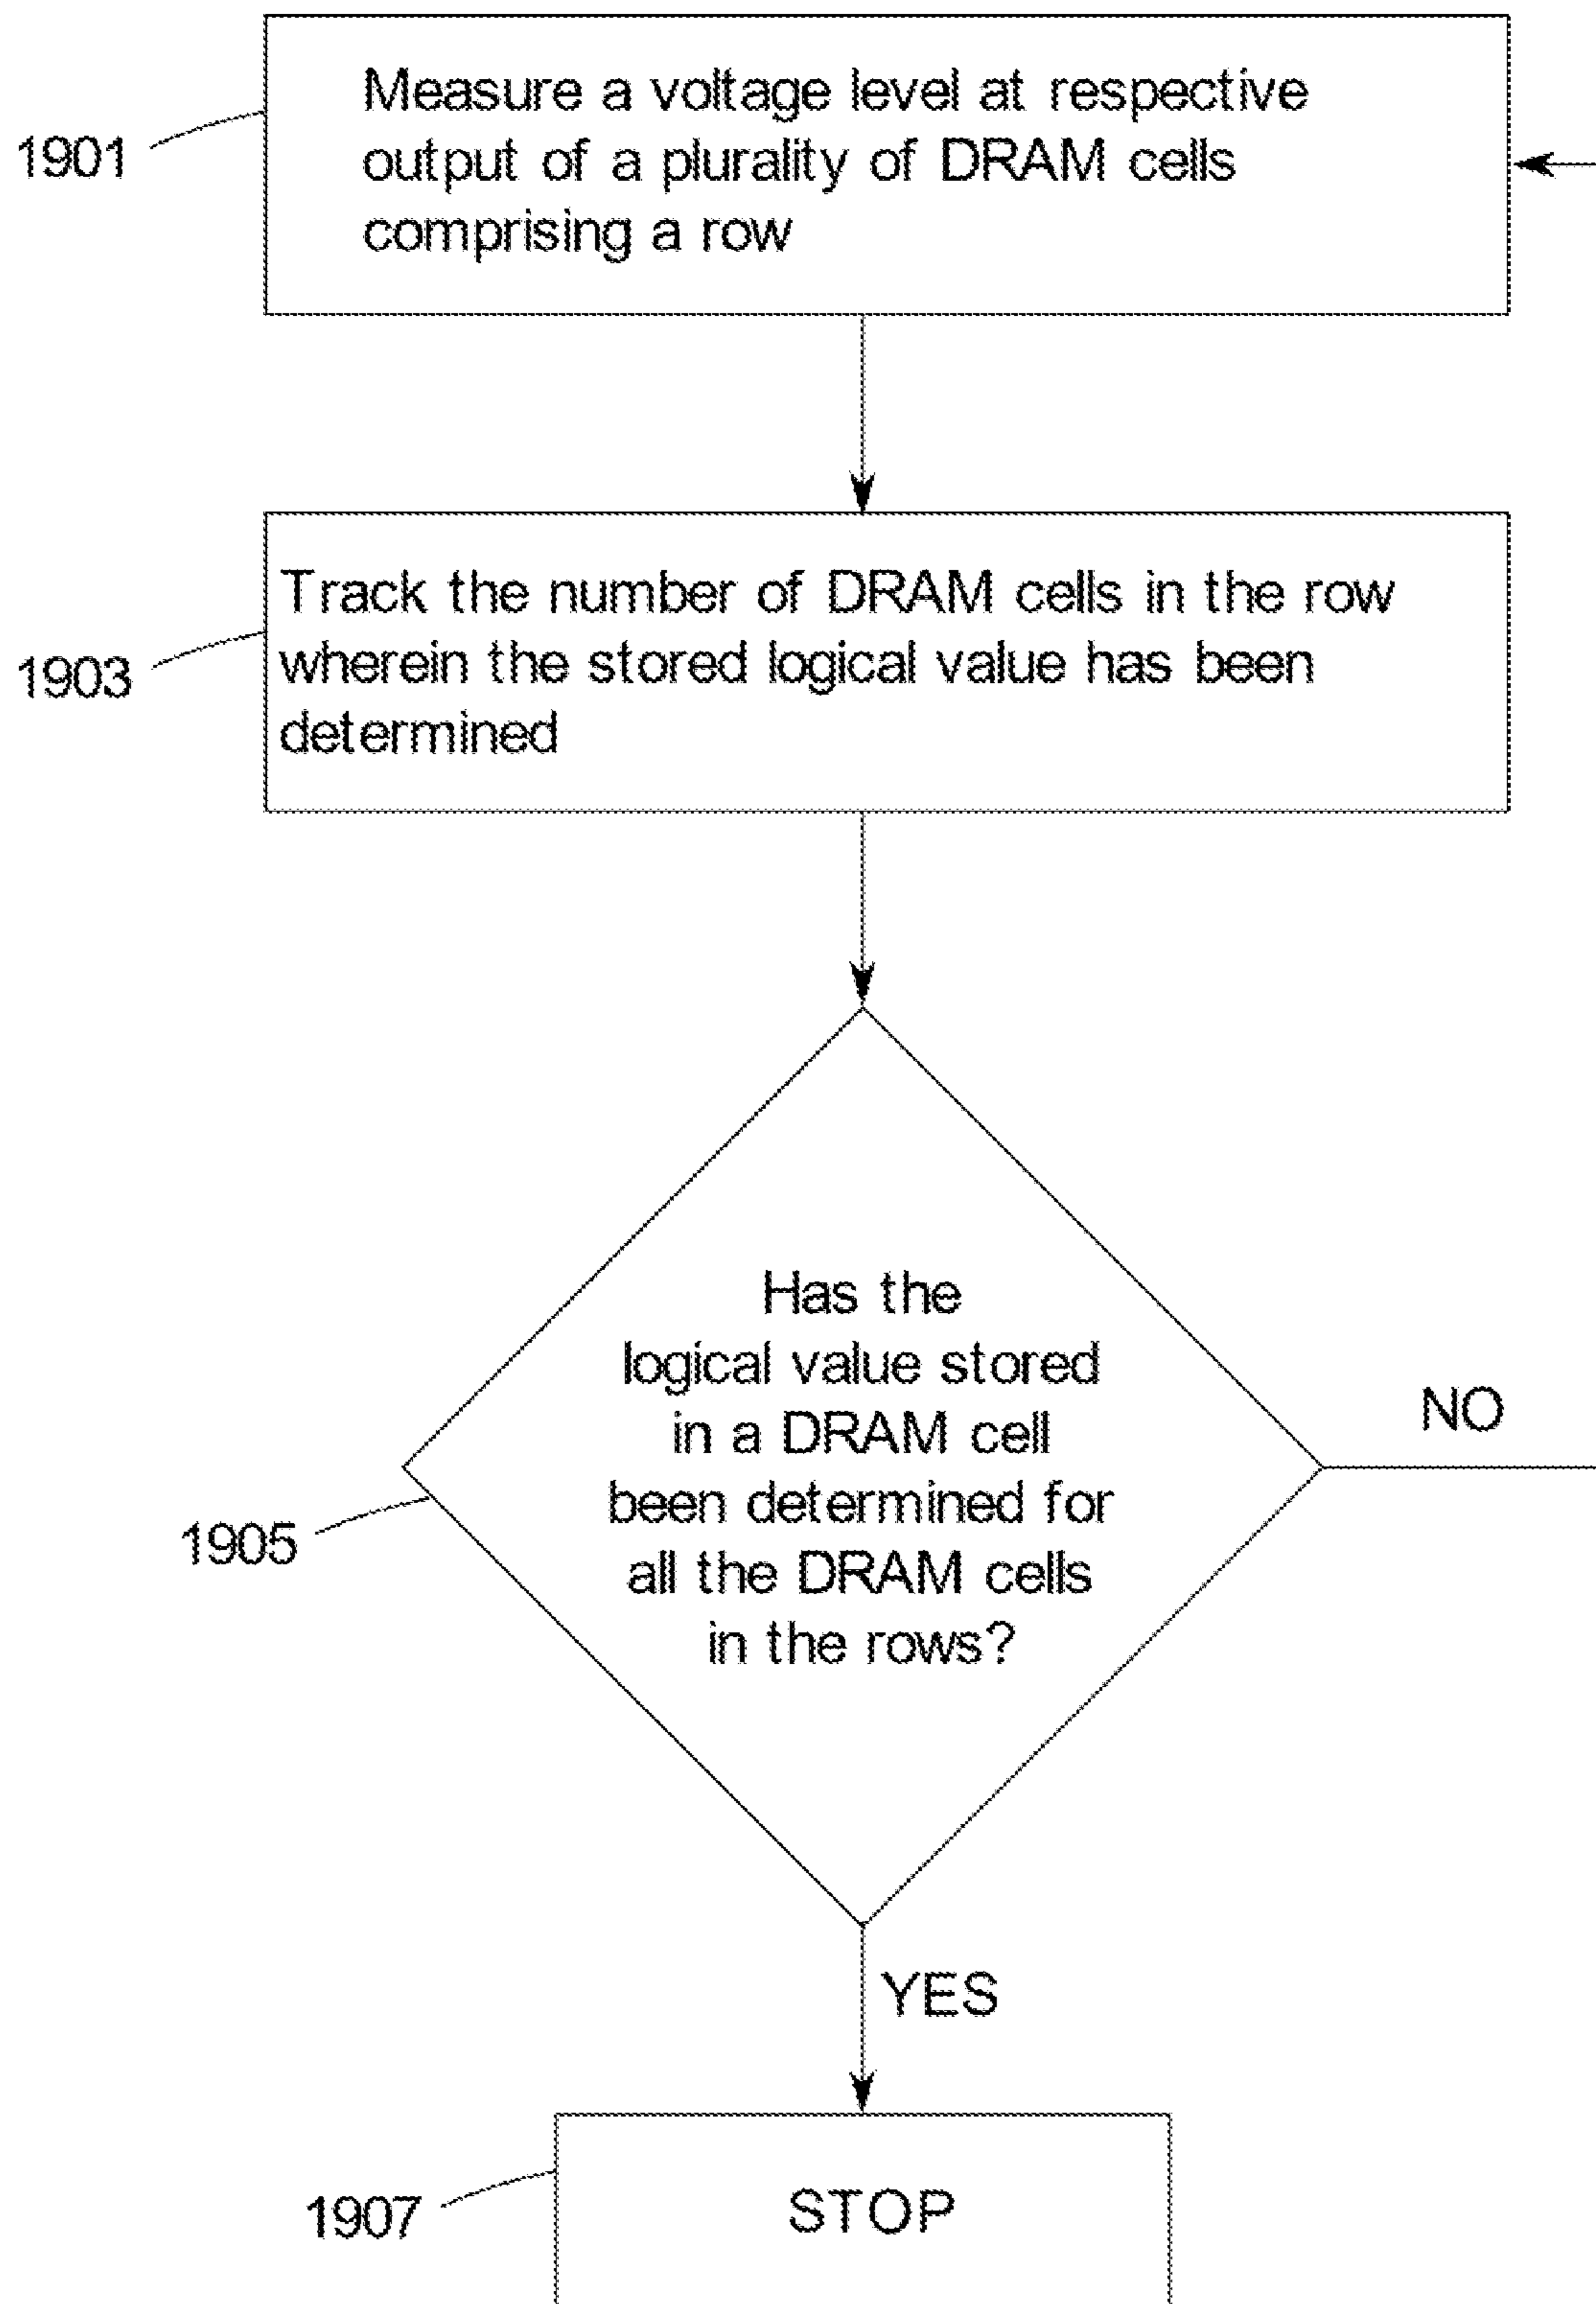 1901
Measure a voltage level at respective
output of a plurality of DRAM cells
comprising a row
1903
Track the number of DRAM cells in the row
wherein the stored logical value has been
determined
1905
Has the
logical value stored
in a DRAM cell
been determined for
all the DRAM cells
in the rows?
NO
YES
1907
STOP